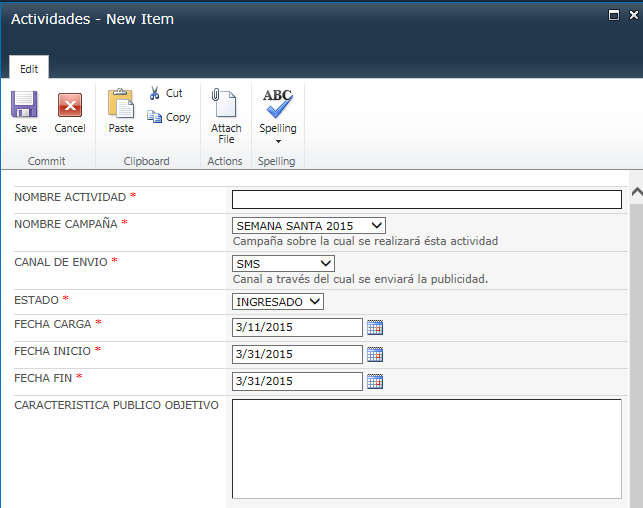 Actividades - New Item
Edit
Save
Cancel
Paste
Cut
Copy
Attach File
ABC
Spelling
Commit
Clipboard
Actions
Spelling
NOMBRE ACTIVIDAD *
NOMBRE CAMPAÑA * SEMANA SANTA 2015
Campaña sobre la cual se realizará ésta actividad
CANAL DE ENVIO * SMS
Canal a través del cual se enviará la publicidad.
ESTADO * INGRESADO
FECHA CARGA * 3/11/2015
FECHA INICIO * 3/31/2015
FECHA FIN * 3/31/2015
CARACTERISTICA PUBLICO OBJETIVO